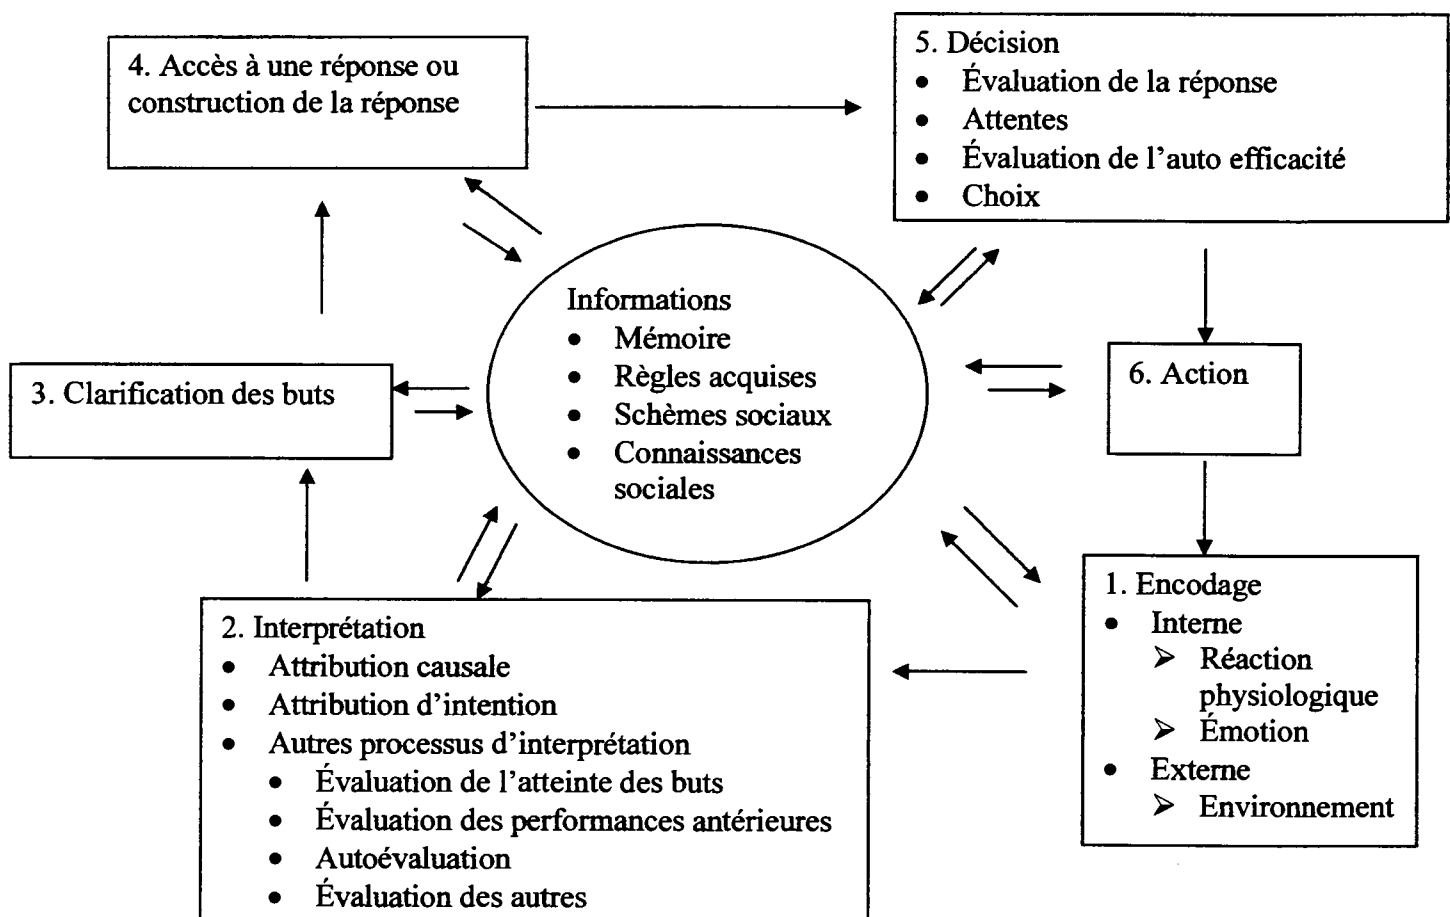 4. Accès à une réponse ou
construction de la réponse
5. Décision
• Évaluation de la réponse
• Attentes
• Évaluation de l'auto efficacité
• Choix
Informations
• Mémoire
• Règles acquises
• Schèmes sociaux
• Connaissances
sociales
3. Clarification des buts
6. Action
2. Interprétation
• Attribution causale
• Attribution d'intention
• Autres processus d'interprétation
• Évaluation de l'atteinte des buts
• Évaluation des performances antérieures
• Autoévaluation
• Évaluation des autres
1. Encodage
• Interne
➢ Réaction
physiologique
➢ Émotion
• Externe
➢ Environnement